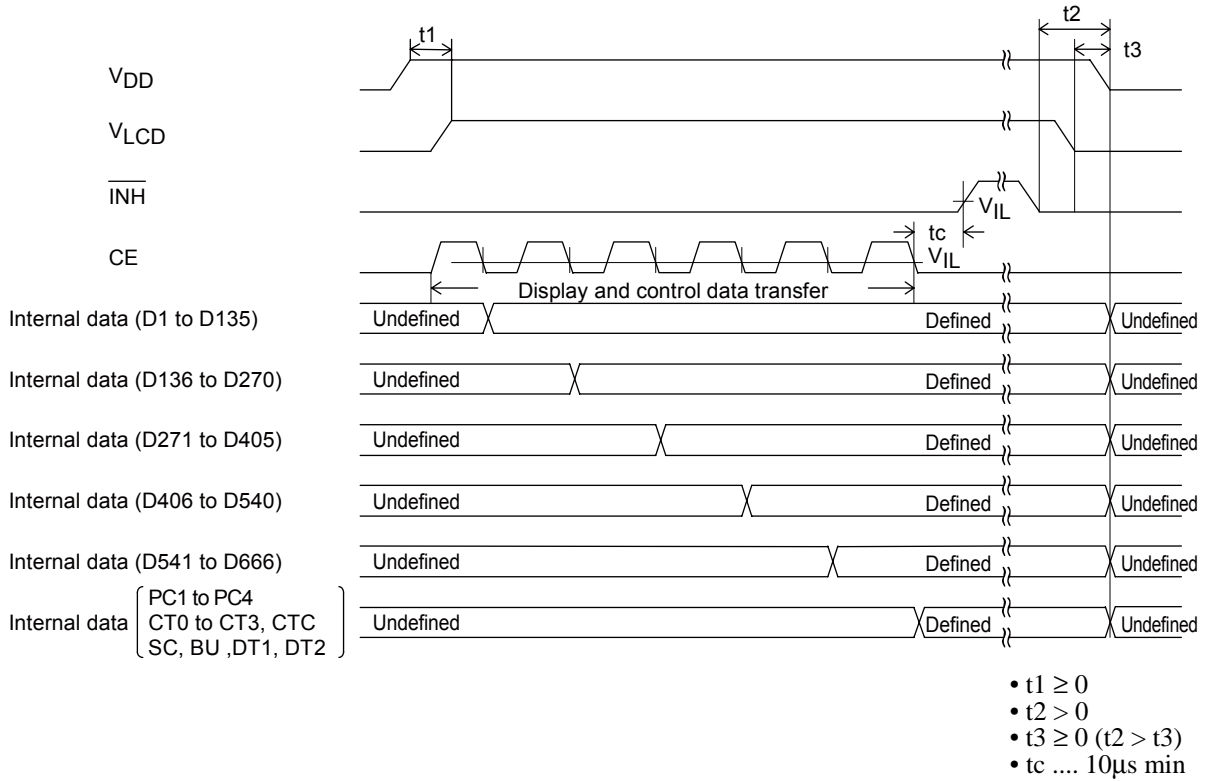 t2
t1
t3
VDD
VLCD
INH
VIL
tc
CE
VIL
Display and control data transfer
Internal data (D1 to D135)
Undefined
Defined
Undefined
Internal data (D136 to D270)
Undefined
Defined
Undefined
Internal data (D271 to D405)
Undefined
Defined
Undefined
Internal data (D406 to D540)
Undefined
Defined
Undefined
Internal data (D541 to D666)
Undefined
Defined
Undefined
PC1 to PC4
Internal data
CT0 to CT3, CTC
SC, BU ,DT1, DT2
Undefined
Defined
Undefined
• t1 ≥ 0
• t2 > 0
• t3 ≥ 0 (t2 > t3)
• tc .... 10μs min